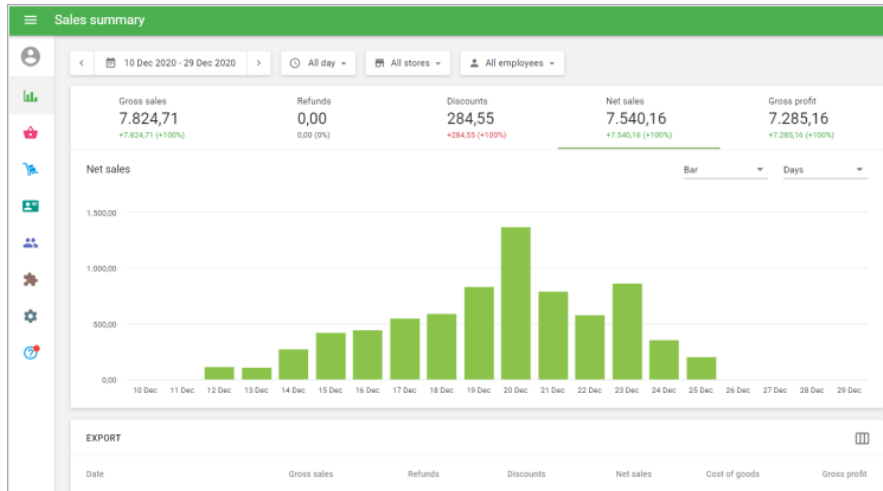 Sales summary
10 Dec 2020 - 29 Dec 2020
All day
All stores
All employees
Gross sales
7.824,71
+7.824,71 (+100%)
Refunds
0,00
0,00 (0%)
Discounts
284,55
+284,55 (+100%)
Net sales
7.540,16
+7.540,16 (+100%)
Gross profit
7.285,16
+7.285,16 (+100%)
Net sales
Bar
Days
1.500,00
1.000,00
500,00
0,00
10 Dec 11 Dec 12 Dec 13 Dec 14 Dec 15 Dec 16 Dec 17 Dec 18 Dec 19 Dec 20 Dec 21 Dec 22 Dec 23 Dec 24 Dec 25 Dec 26 Dec 27 Dec 28 Dec 29 Dec
EXPORT
Date Gross sales Refunds Discounts Net sales Cost of goods Gross profit